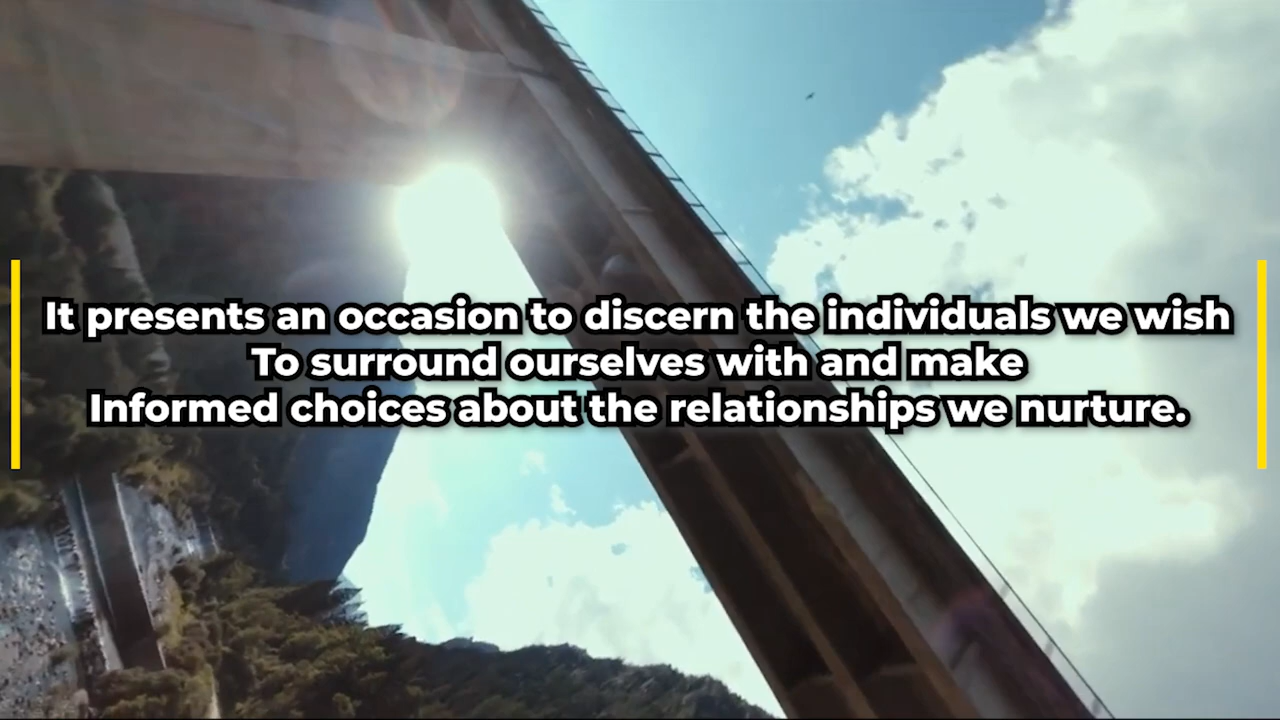 It presents an occasion to discern the individuals we wish
To surround ourselves with and make
Informed choices about the relationships we nurture.